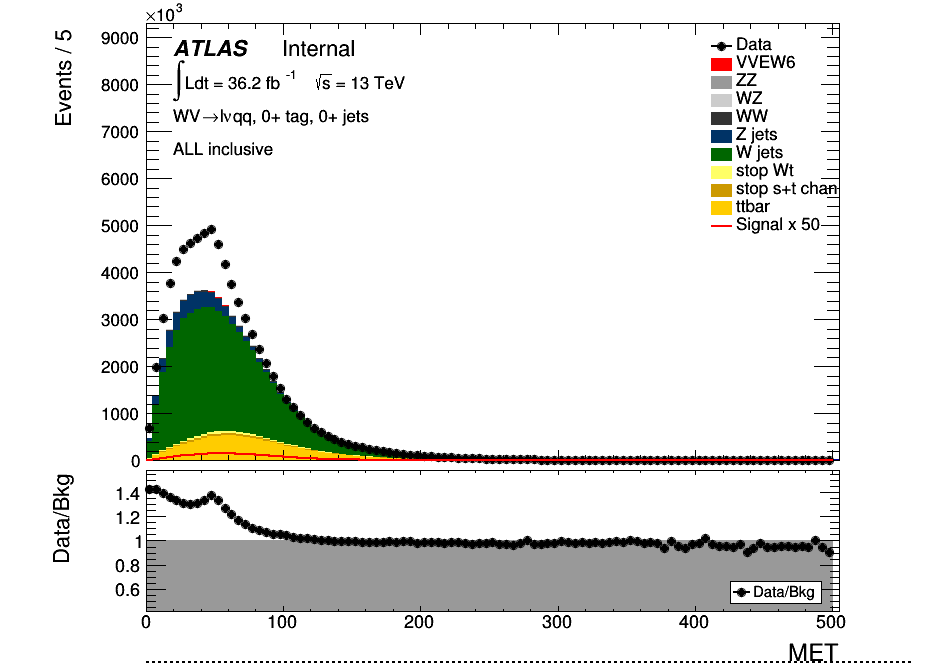 ×10³
Events / 5
9000
8000
7000
6000
5000
4000
3000
2000
1000
0
ATLAS Internal
∫Ldt = 36.2 fb⁻¹ √s = 13 TeV
WV→lνqq, 0+ tag, 0+ jets
ALL inclusive
Data
VVEW6
ZZ
WZ
WW
Z jets
W jets
stop Wt
stop s+t chan
ttbar
Signal x 50
Data/Bkg
1.4
1.2
1
0.8
0.6
Data/Bkg
0 100 200 300 400 500
MET